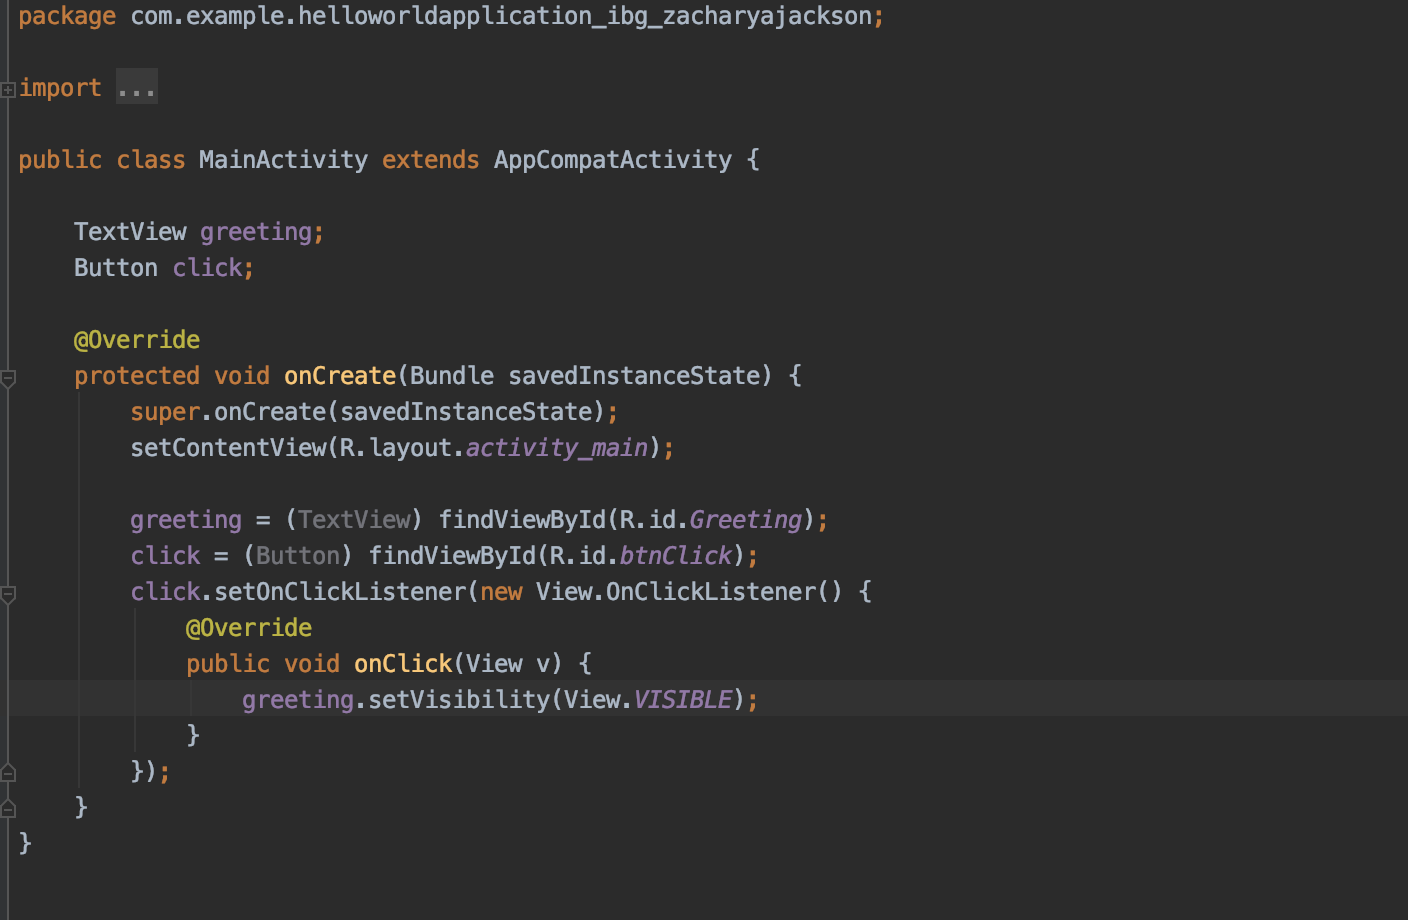 package com.example.helloworldapplication_ibg_zacharyajackson;
import ...
public class MainActivity extends AppCompatActivity {
TextView greeting;
Button click;
@Override
protected void onCreate(Bundle savedInstanceState) {
super.onCreate(savedInstanceState);
setContentView(R.layout.activity_main);
greeting = (TextView) findViewById(R.id.Greeting);
click = (Button) findViewById(R.id.btnClick);
click.setOnClickListener(new View.OnClickListener() {
@Override
public void onClick(View v) {
greeting.setVisibility(View.VISIBLE);
}
});
}
}